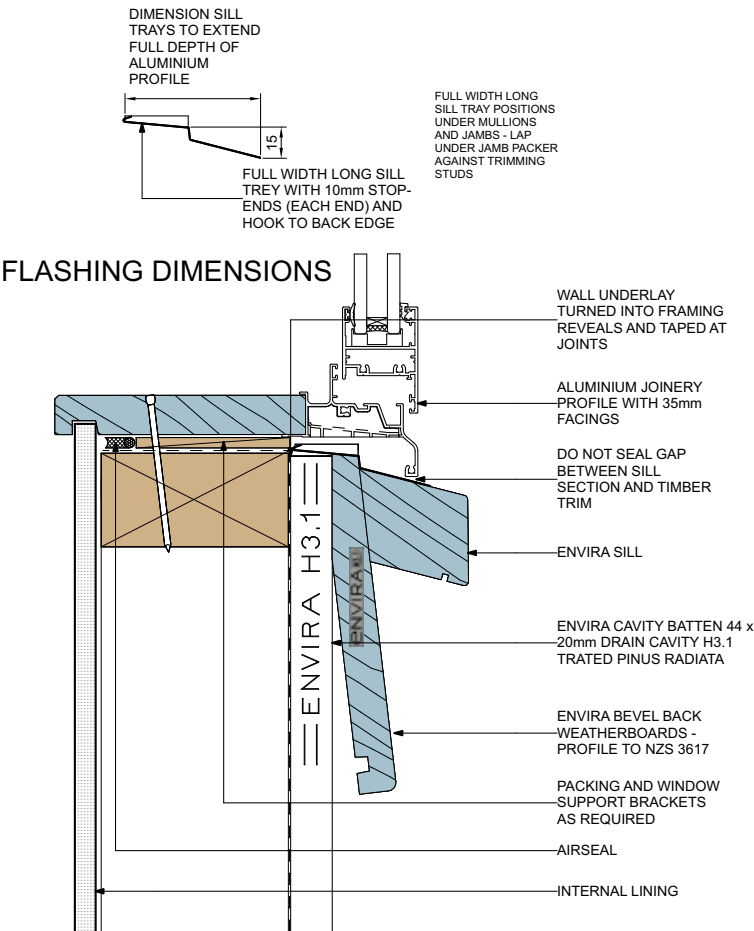 DIMENSION SILL
TRAYS TO EXTEND
FULL DEPTH OF
ALUMINIUM
PROFILE
15
FULL WIDTH LONG SILL
TREY WITH 10mm STOP-
ENDS (EACH END) AND
HOOK TO BACK EDGE
FULL WIDTH LONG
SILL TRAY POSITIONS
UNDER MULLIONS
AND JAMBS - LAP
UNDER JAMB PACKER
AGAINST TRIMMING
STUDS
FLASHING DIMENSIONS
WALL UNDERLAY
TURNED INTO FRAMING
REVEALS AND TAPED AT
JOINTS
ALUMINIUM JOINERY
PROFILE WITH 35mm
FACINGS
DO NOT SEAL GAP
BETWEEN SILL
SECTION AND TIMBER
TRIM
ENVIRA SILL
ENVIRA H3.1
ENVIRA
ENVIRA CAVITY BATTEN 44 x
20mm DRAIN CAVITY H3.1
TRATED PINUS RADIATA
ENVIRA BEVEL BACK
WEATHERBOARDS -
PROFILE TO NZS 3617
PACKING AND WINDOW
SUPPORT BRACKETS
AS REQUIRED
AIRSEAL
INTERNAL LINING